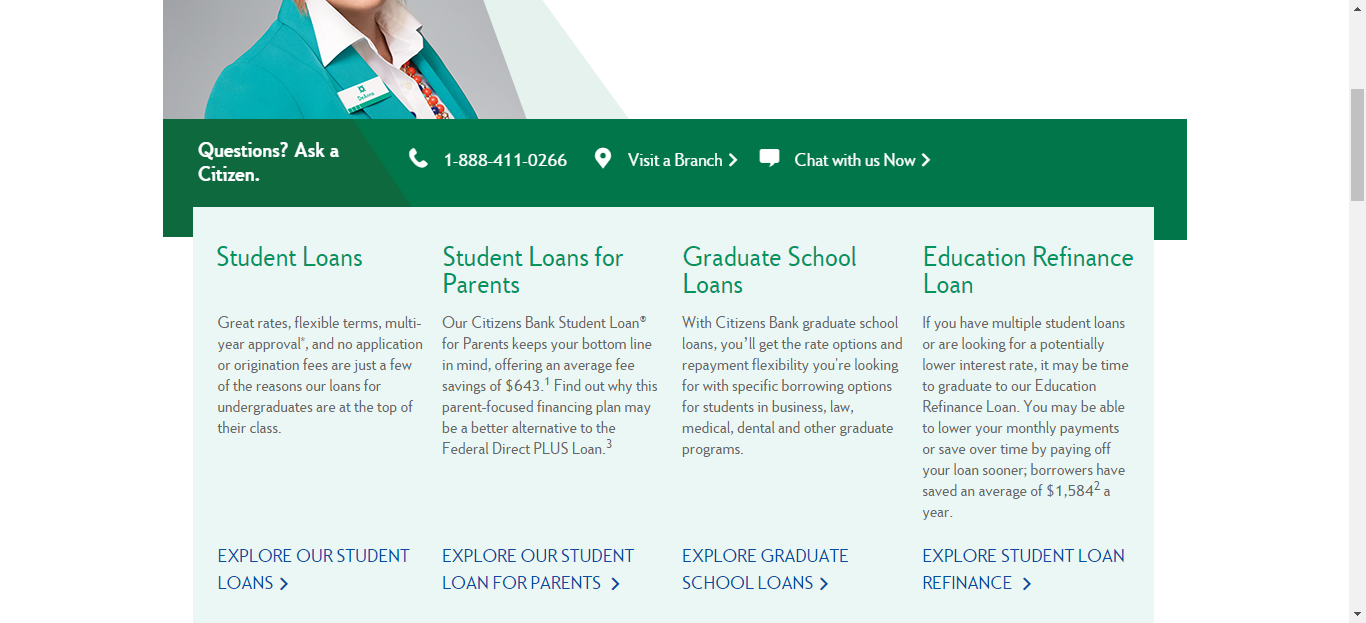 DeAnna
Questions? Ask a
Citizen.
1-888-411-0266
Visit a Branch
Chat with us Now
Student Loans
Great rates, flexible terms, multi-
year approval*, and no application
or origination fees are just a few
of the reasons our loans for
undergraduates are at the top of
their class.
EXPLORE OUR STUDENT
LOANS
Student Loans for
Parents
Our Citizens Bank Student Loan®
for Parents keeps your bottom line
in mind, offering an average fee
savings of $643.1 Find out why this
parent-focused financing plan may
be a better alternative to the
Federal Direct PLUS Loan.3
EXPLORE OUR STUDENT
LOAN FOR PARENTS
Graduate School
Loans
With Citizens Bank graduate school
loans, you’ll get the rate options and
repayment flexibility you're looking
for with specific borrowing options
for students in business, law,
medical, dental and other graduate
programs.
EXPLORE GRADUATE
SCHOOL LOANS
Education Refinance
Loan
If you have multiple student loans
or are looking for a potentially
lower interest rate, it may be time
to graduate to our Education
Refinance Loan. You may be able
to lower your monthly payments
or save over time by paying off
your loan sooner; borrowers have
saved an average of $1,5842 a
year.
EXPLORE STUDENT LOAN
REFINANCE